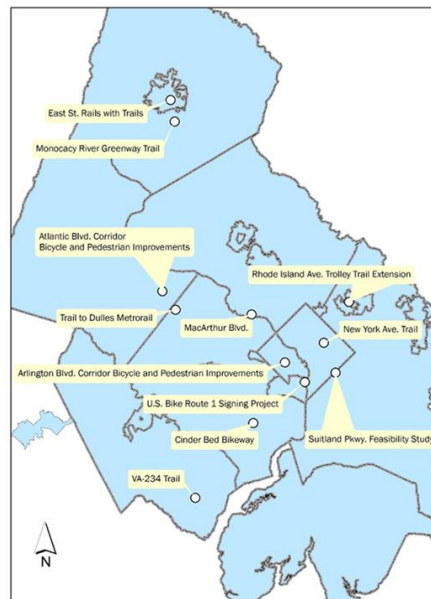 East St. Rails with Trails
Monocacy River Greenway Trail
Atlantic Blvd. Corridor
Bicycle and Pedestrian Improvements
Rhode Island Ave. Trolley Trail Extension
Trail to Dulles Metrorail
MacArthur Blvd.
New York Ave. Trail
Arlington Blvd. Corridor Bicycle and Pedestrian Improvements
U.S. Bike Route 1 Signing Project
Cinder Bed Bikeway
Suitland Pkwy. Feasibility Study
VA-234 Trail
N